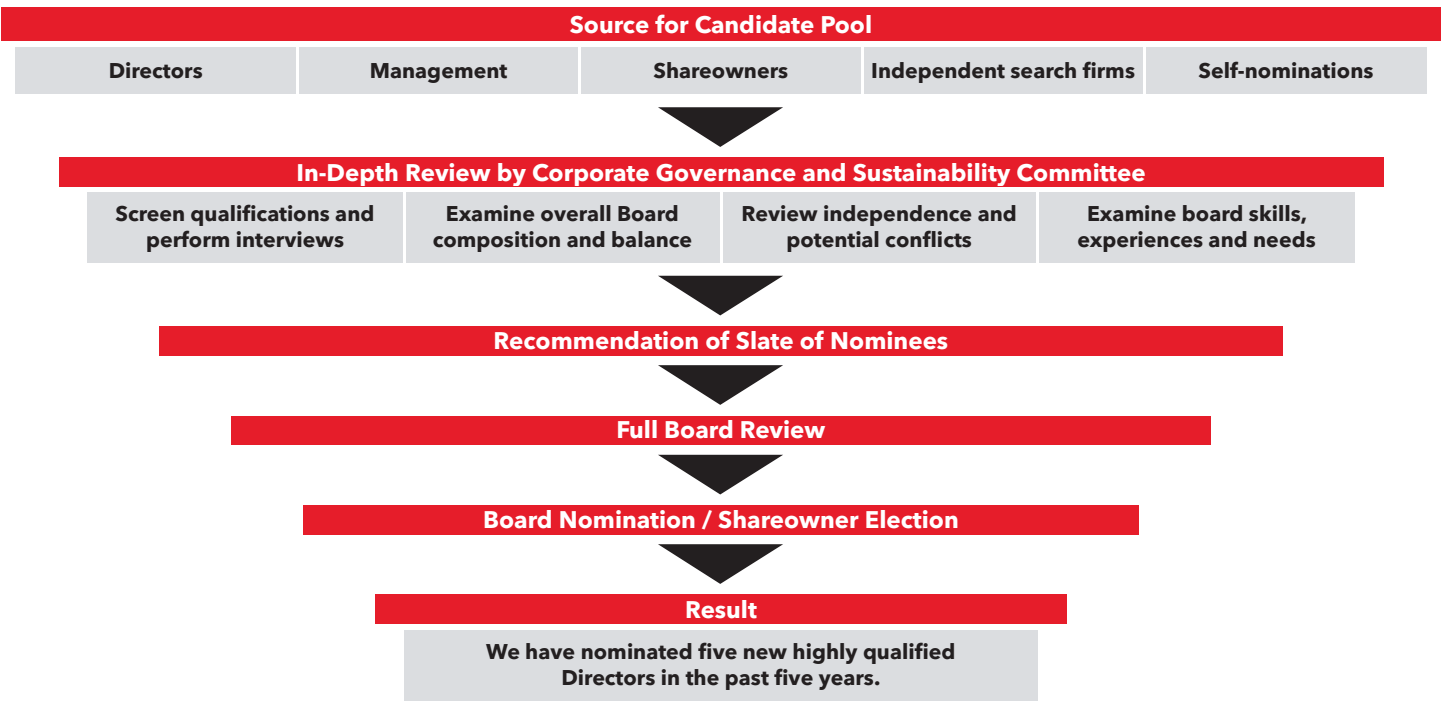 Source for Candidate Pool
Directors
Management
Shareowners
Independent search firms
Self-nominations
In-Depth Review by Corporate Governance and Sustainability Committee
Screen qualifications and
perform interviews
Examine overall Board
composition and balance
Review independence and
potential conflicts
Examine board skills,
experiences and needs
Recommendation of Slate of Nominees
Full Board Review
Board Nomination / Shareowner Election
Result
We have nominated five new highly qualified
Directors in the past five years.